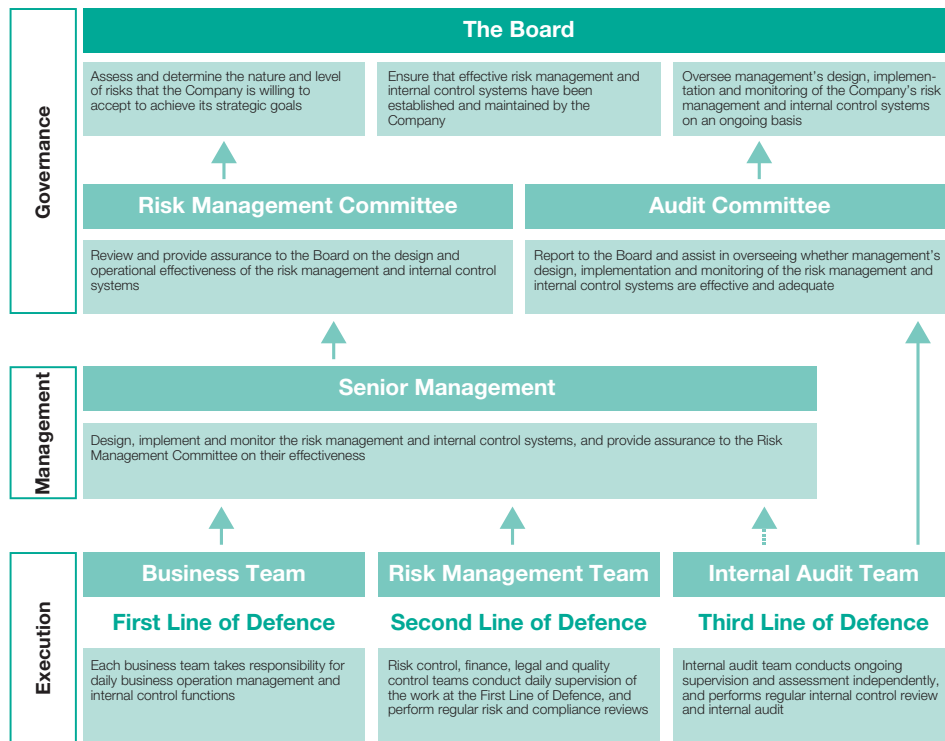 Governance
The Board
Assess and determine the nature and level
of risks that the Company is willing to
accept to achieve its strategic goals
Ensure that effective risk management and
internal control systems have been
established and maintained by the
Company
Oversee management's design, implemen-
tation and monitoring of the Company's risk
management and internal control systems
on an ongoing basis
Risk Management Committee
Review and provide assurance to the Board on the design and
operational effectiveness of the risk management and internal control
systems
Audit Committee
Report to the Board and assist in overseeing whether management's
design, implementation and monitoring of the risk management and
internal control systems are effective and adequate
Management
Senior Management
Design, implement and monitor the risk management and internal control systems, and provide assurance to the Risk
Management Committee on their effectiveness
Execution
Business Team
First Line of Defence
Each business team takes responsibility for
daily business operation management and
internal control functions
Risk Management Team
Second Line of Defence
Risk control, finance, legal and quality
control teams conduct daily supervision
of the work at the First Line of Defence, and
perform regular risk and compliance reviews
Internal Audit Team
Third Line of Defence
Internal audit team conducts ongoing
supervision and assessment independently,
and performs regular internal control review
and internal audit